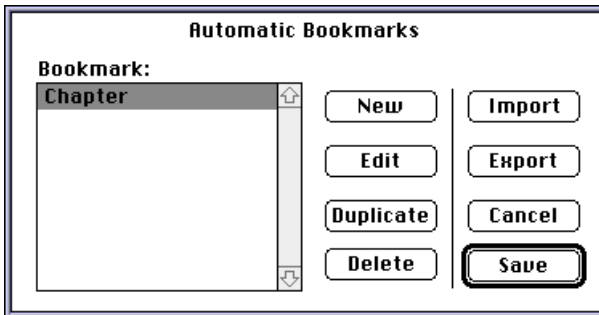 Automatic Bookmarks
Bookmark:
Chapter
New
Import
Edit
Export
Duplicate
Cancel
Delete
Save